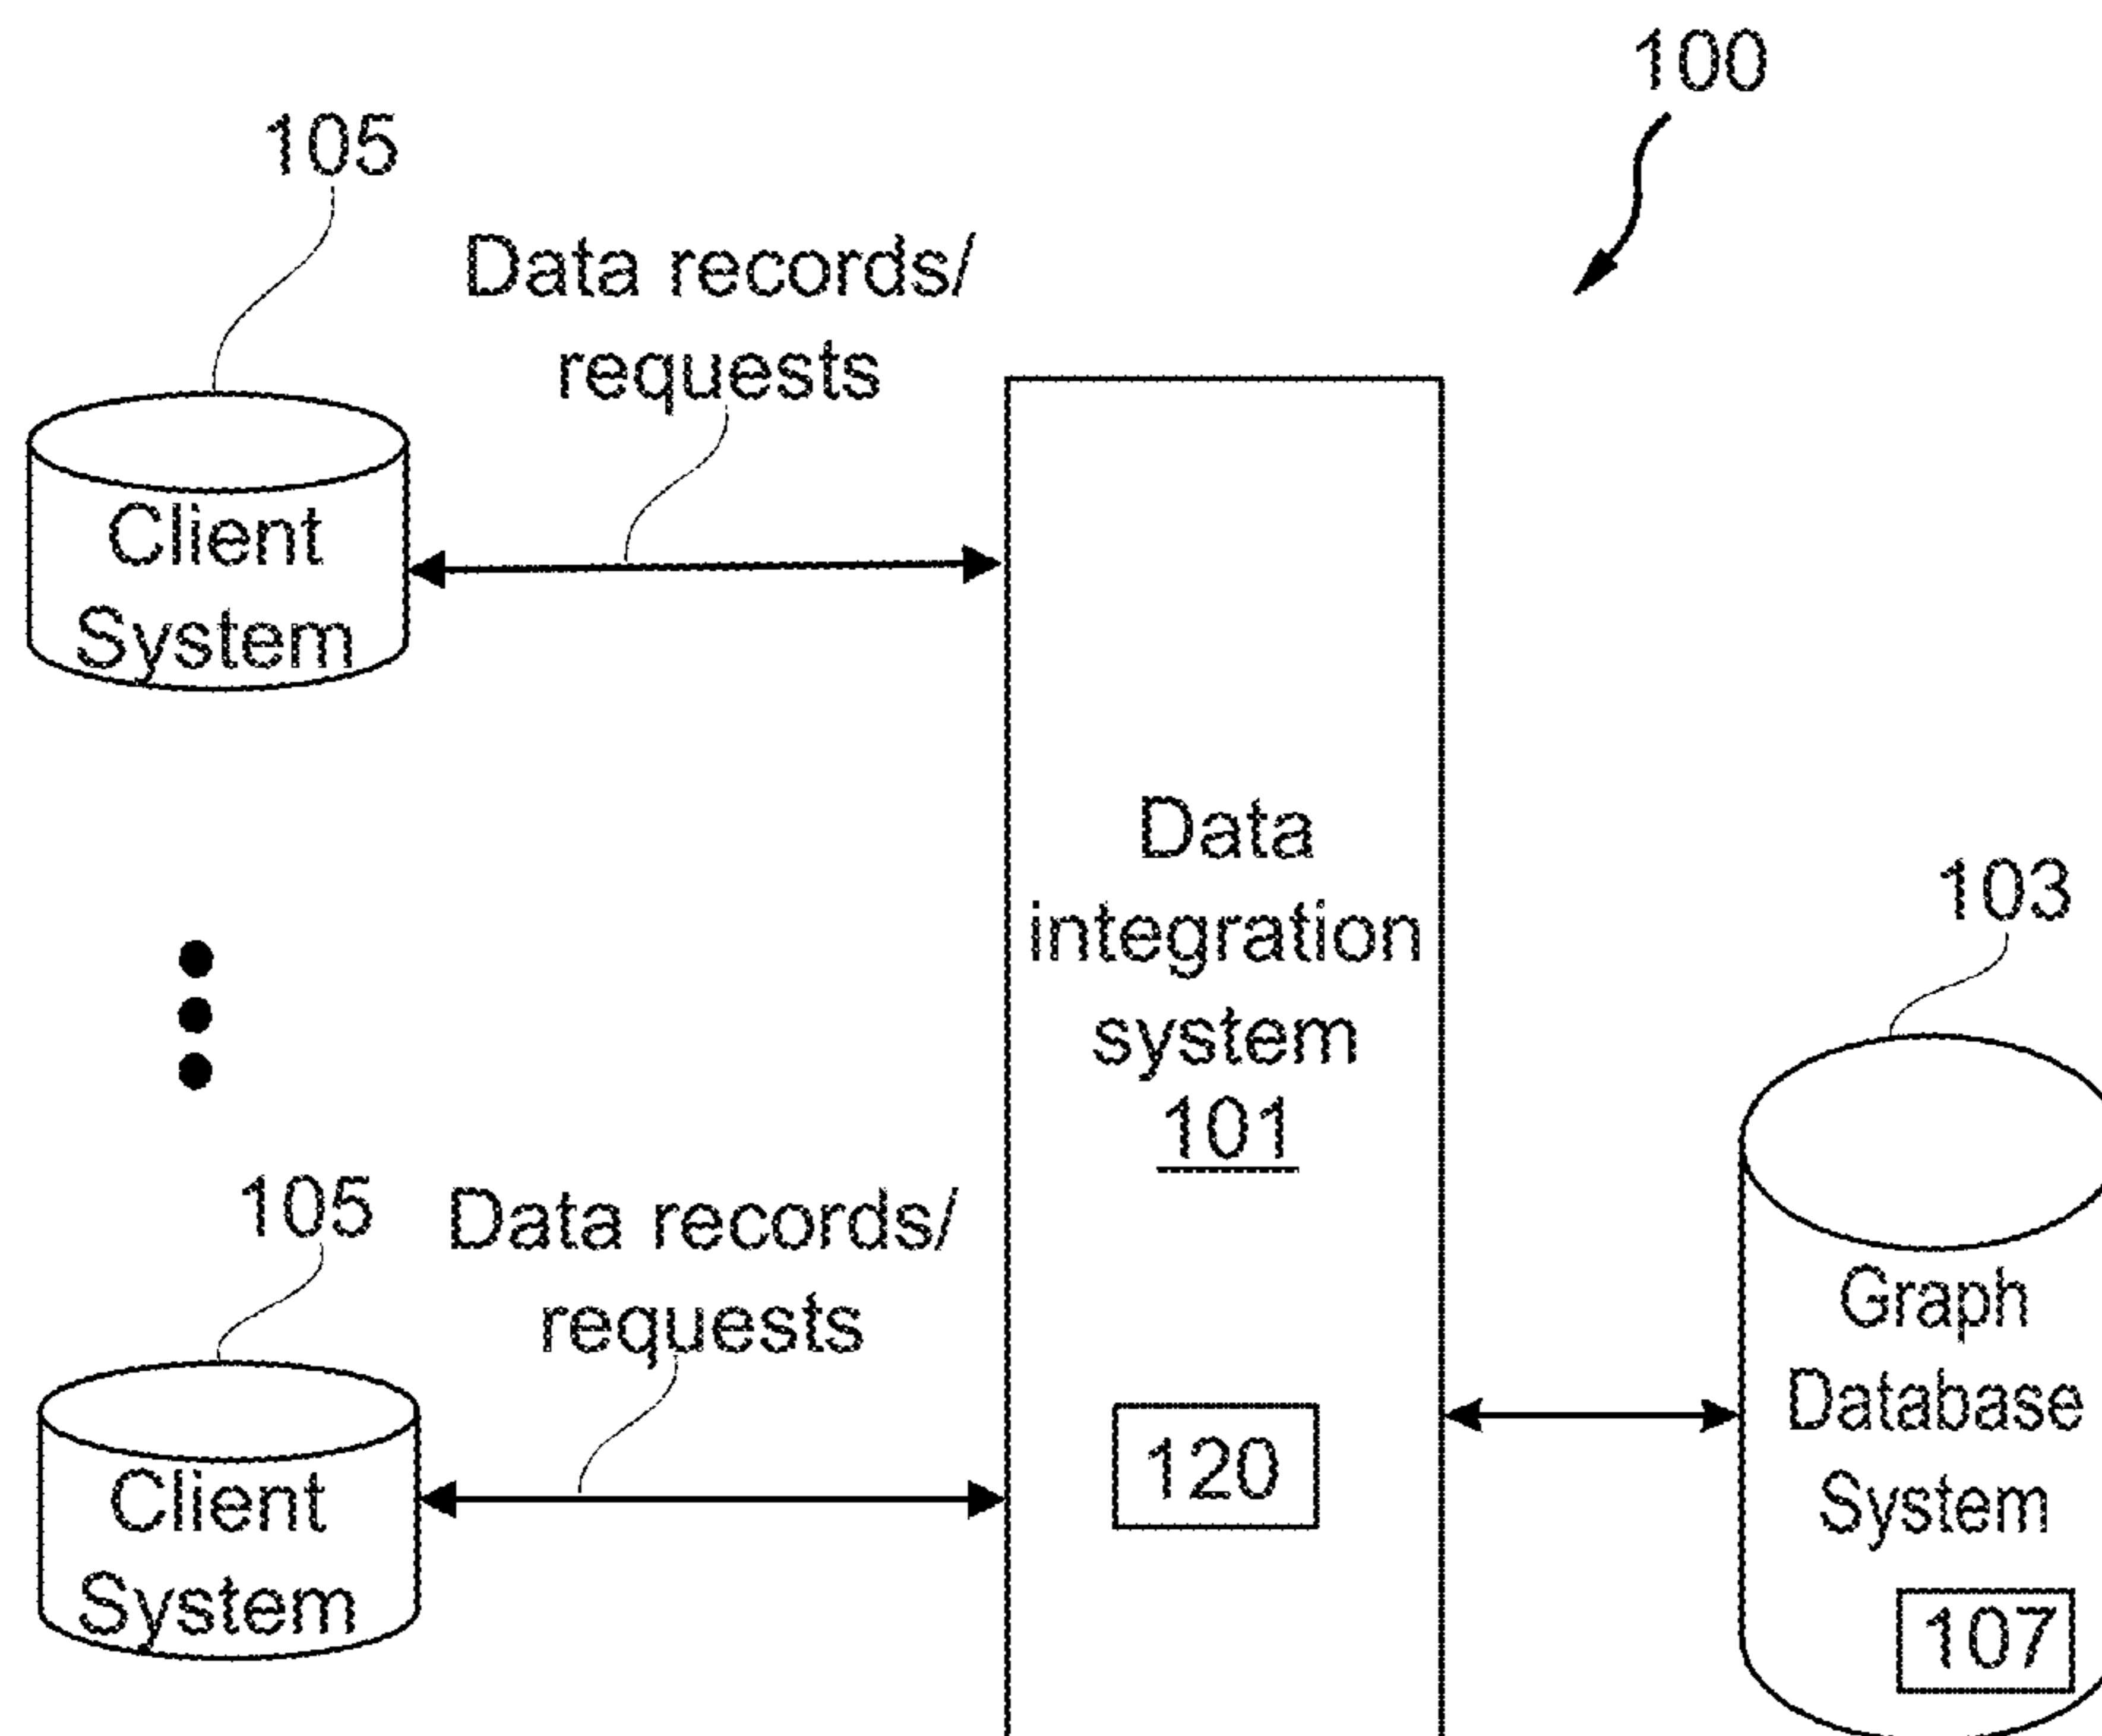 100
105
Data records/
requests
Client
System
Data
integration
system
101
103
105
Data records/
requests
Client
System
120
Graph
Database
System
107